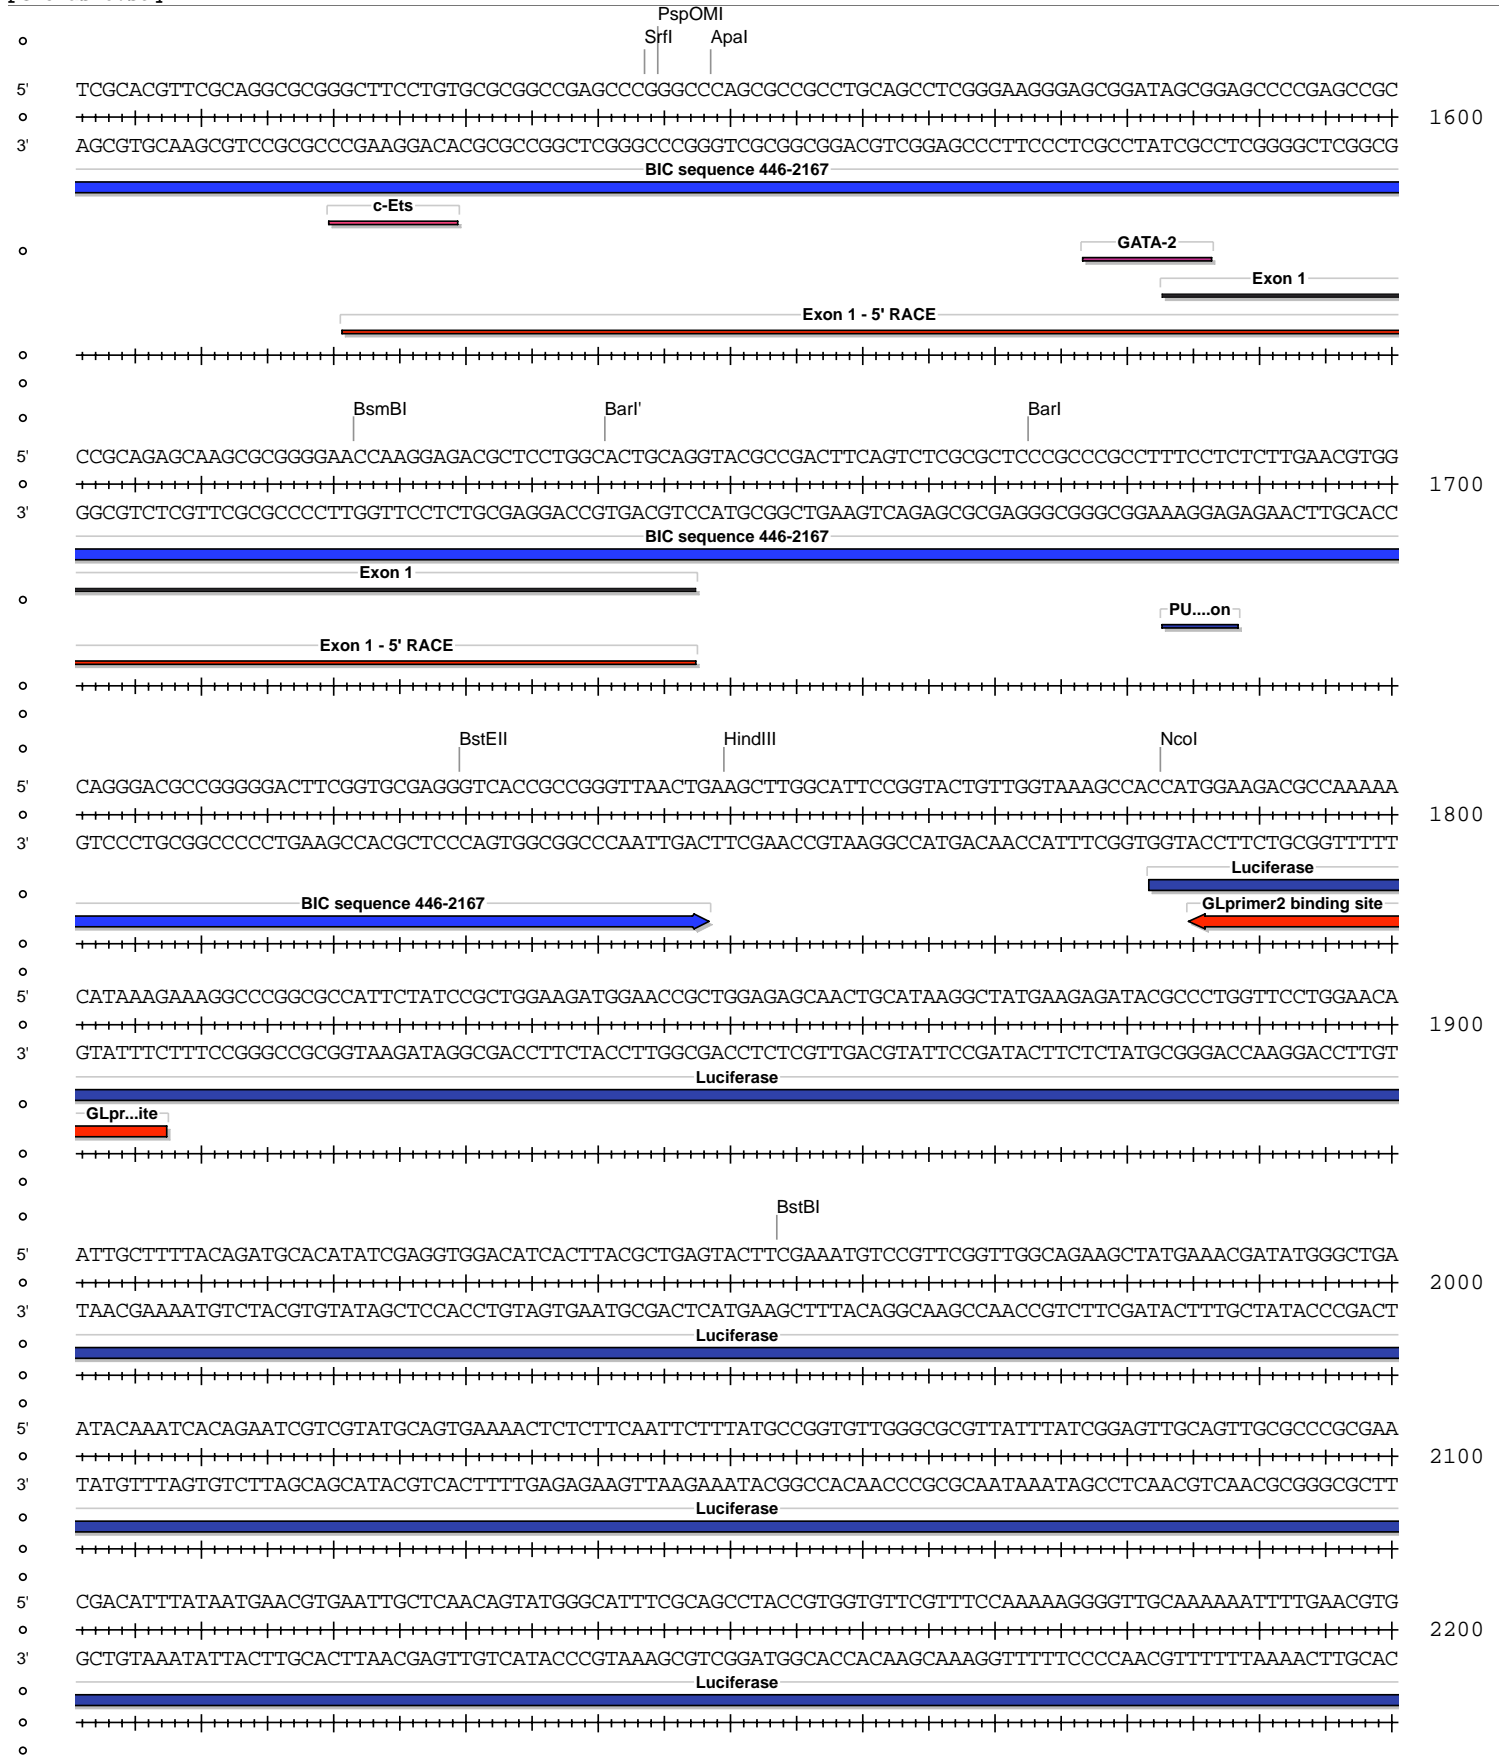 PspOMI
SrfI ApaI
5' TCGCACGTTCGCAGGCGCGGGCTTCCTGTGCGCGGCCGAGCCCGGGCCCAGCGCCGCCTGCAGCCTCGGGAAGGGAGCGGATAGCGGAGCCCCGAGCCGC
1600
3' AGCGTGCAAGCGTCCGCGCCCGAAGGACACGCGCCGGCTCGGGCCCGGGTCGCGGCGGACGTCGGAGCCCTTCCCTCGCCTATCGCCTCGGGGCTCGGCG
BIC sequence 446-2167
c-Ets
GATA-2
Exon 1
Exon 1 - 5' RACE
BsmBI BarI' BarI
5' CCGCAGAGCAAGCGCGGGGAACCAAGGAGACGCTCCTGGCACTGCAGGTACGCCGACTTCAGTCTCGCGCTCCCGCCCGCCTTTCCTCTCTTGAACGTGG
1700
3' GGCGTCTCGTTCGCGCCCCTTGGTTCCTCTGCGAGGACCGTGACGTCCATGCGGCTGAAGTCAGAGCGCGAGGGCGGGCGGAAAGGAGAGAACTTGCACC
BIC sequence 446-2167
Exon 1
PU....on
Exon 1 - 5' RACE
BstEII HindIII NcoI
5' CAGGGACGCCGGGGGACTTCGGTGCGAGGGTCACCGCCGGGTTAACTGAAGCTTGGCATTCCGGTACTGTTGGTAAAGCCACCATGGAAGACGCCAAAAA
1800
3' GTCCCTGCGGCCCCCTGAAGCCACGCTCCCAGTGGCGGCCCAATTGACTTCGAACCGTAAGGCCATGACAACCATTTCGGTGGTACCTTCTGCGGTTTTT
Luciferase
BIC sequence 446-2167 GLprimer2 binding site
5' CATAAAGAAAGGCCCGGCGCCATTCTATCCGCTGGAAGATGGAACCGCTGGAGAGCAACTGCATAAGGCTATGAAGAGATACGCCCTGGTTCCTGGAACA
1900
3' GTATTTCTTTCCGGGCCGCGGTAAGATAGGCGACCTTCTACCTTGGCGACCTCTCGTTGACGTATTCCGATACTTCTCTATGCGGGACCAAGGACCTTGT
Luciferase
GLpr...ite
BstBI
5' ATTGCTTTTACAGATGCACATATCGAGGTGGACATCACTTACGCTGAGTACTTCGAAATGTCCGTTCGGTTGGCAGAAGCTATGAAACGATATGGGCTGA
2000
3' TAACGAAAATGTCTACGTGTATAGCTCCACCTGTAGTGAATGCGACTCATGAAGCTTTACAGGCAAGCCAACCGTCTTCGATACTTTGCTATACCCGACT
Luciferase
5' ATACAAATCACAGAATCGTCGTATGCAGTGAAAACTCTCTTCAATTCTTTATGCCGGTGTTGGGCGCGTTATTTATCGGAGTTGCAGTTGCGCCCGCGAA
2100
3' TATGTTTAGTGTCTTAGCAGCATACGTCACTTTTGAGAGAAGTTAAGAAATACGGCCACAACCCGCGCAATAAATAGCCTCAACGTCAACGCGGGCGCTT
Luciferase
5' CGACATTTATAATGAACGTGAATTGCTCAACAGTATGGGCATTTCGCAGCCTACCGTGGTGTTCGTTTCCAAAAAGGGGTTGCAAAAAATTTTGAACGTG
2200
3' GCTGTAAATATTACTTGCACTTAACGAGTTGTCATACCCGTAAAGCGTCGGATGGCACCACAAGCAAAGGTTTTTCCCCAACGTTTTTTAAAACTTGCAC
Luciferase